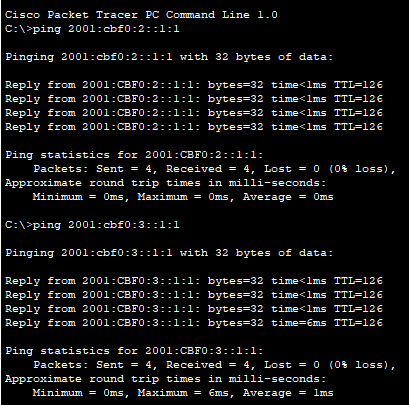 Cisco Packet Tracer PC Command Line 1.0
C:\>ping 2001:cbf0:2::1:1
Pinging 2001:cbf0:2::1:1 with 32 bytes of data:
Reply from 2001:CBF0:2::1:1: bytes=32 time<1ms TTL=126
Reply from 2001:CBF0:2::1:1: bytes=32 time<1ms TTL=126
Reply from 2001:CBF0:2::1:1: bytes=32 time<1ms TTL=126
Reply from 2001:CBF0:2::1:1: bytes=32 time<1ms TTL=126
Ping statistics for 2001:CBF0:2::1:1:
Packets: Sent = 4, Received = 4, Lost = 0 (0% loss),
Approximate round trip times in milli-seconds:
Minimum = 0ms, Maximum = 0ms, Average = 0ms
C:\>ping 2001:cbf0:3::1:1
Pinging 2001:cbf0:3::1:1 with 32 bytes of data:
Reply from 2001:CBF0:3::1:1: bytes=32 time<1ms TTL=126
Reply from 2001:CBF0:3::1:1: bytes=32 time<1ms TTL=126
Reply from 2001:CBF0:3::1:1: bytes=32 time<1ms TTL=126
Reply from 2001:CBF0:3::1:1: bytes=32 time=6ms TTL=126
Ping statistics for 2001:CBF0:3::1:1:
Packets: Sent = 4, Received = 4, Lost = 0 (0% loss),
Approximate round trip times in milli-seconds:
Minimum = 0ms, Maximum = 6ms, Average = 1ms